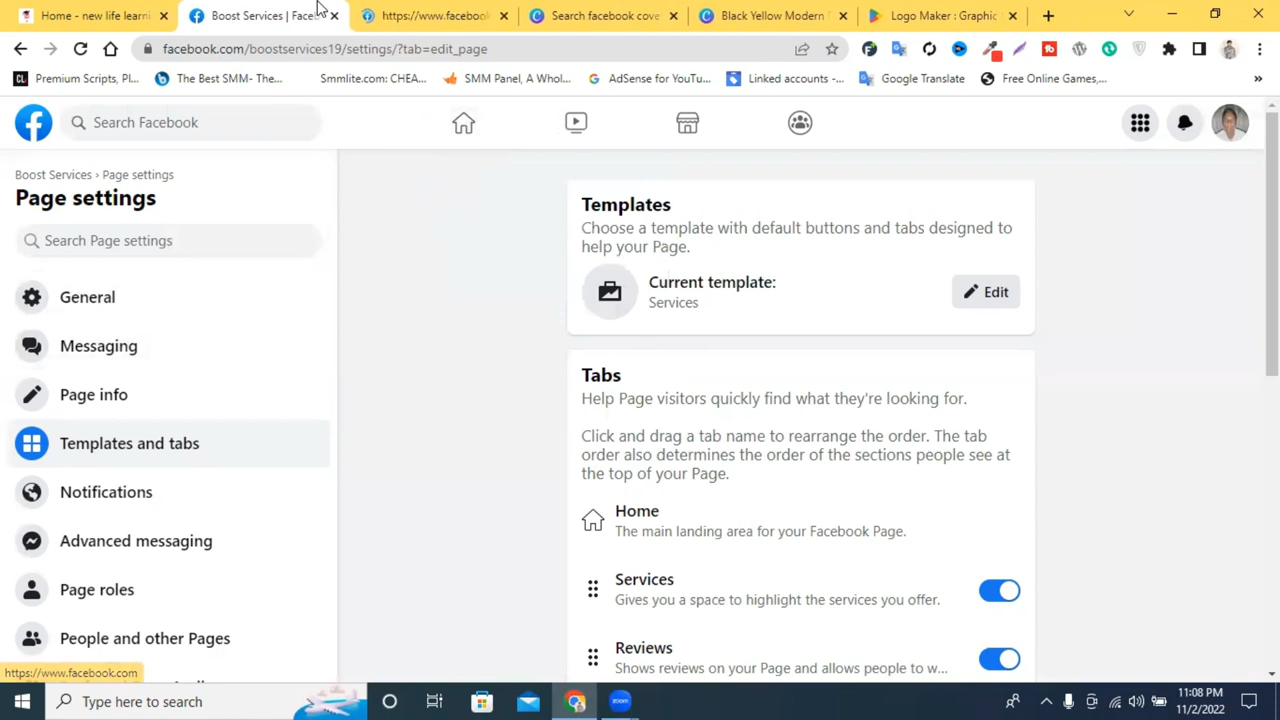 Home - new life learni
Boost Services | Faceb
https://www.facebook
Search facebook cove
Black Yellow Modern F
Logo Maker : Graphic
facebook.com/boostservices19/settings/?tab=edit_page
Premium Scripts, Pl...
The Best SMM- The...
Smmlite.com: CHEA...
SMM Panel, A Whol...
AdSense for YouTu...
Linked accounts -...
Google Translate
Free Online Games,...
Search Facebook
Boost Services › Page settings
Page settings
Search Page settings
General
Messaging
Page info
Templates and tabs
Notifications
Advanced messaging
Page roles
People and other Pages
https://www.facebook.com
Templates
Choose a template with default buttons and tabs designed to
help your Page.
Current template:
Services
Edit
Tabs
Help Page visitors quickly find what they're looking for.
Click and drag a tab name to rearrange the order. The tab
order also determines the order of the sections people see at
the top of your Page.
Home
The main landing area for your Facebook Page.
Services
Gives you a space to highlight the services you offer.
Reviews
Shows reviews on your Page and allows people to w...
Type here to search
zoom
11:08 PM
11/2/2022